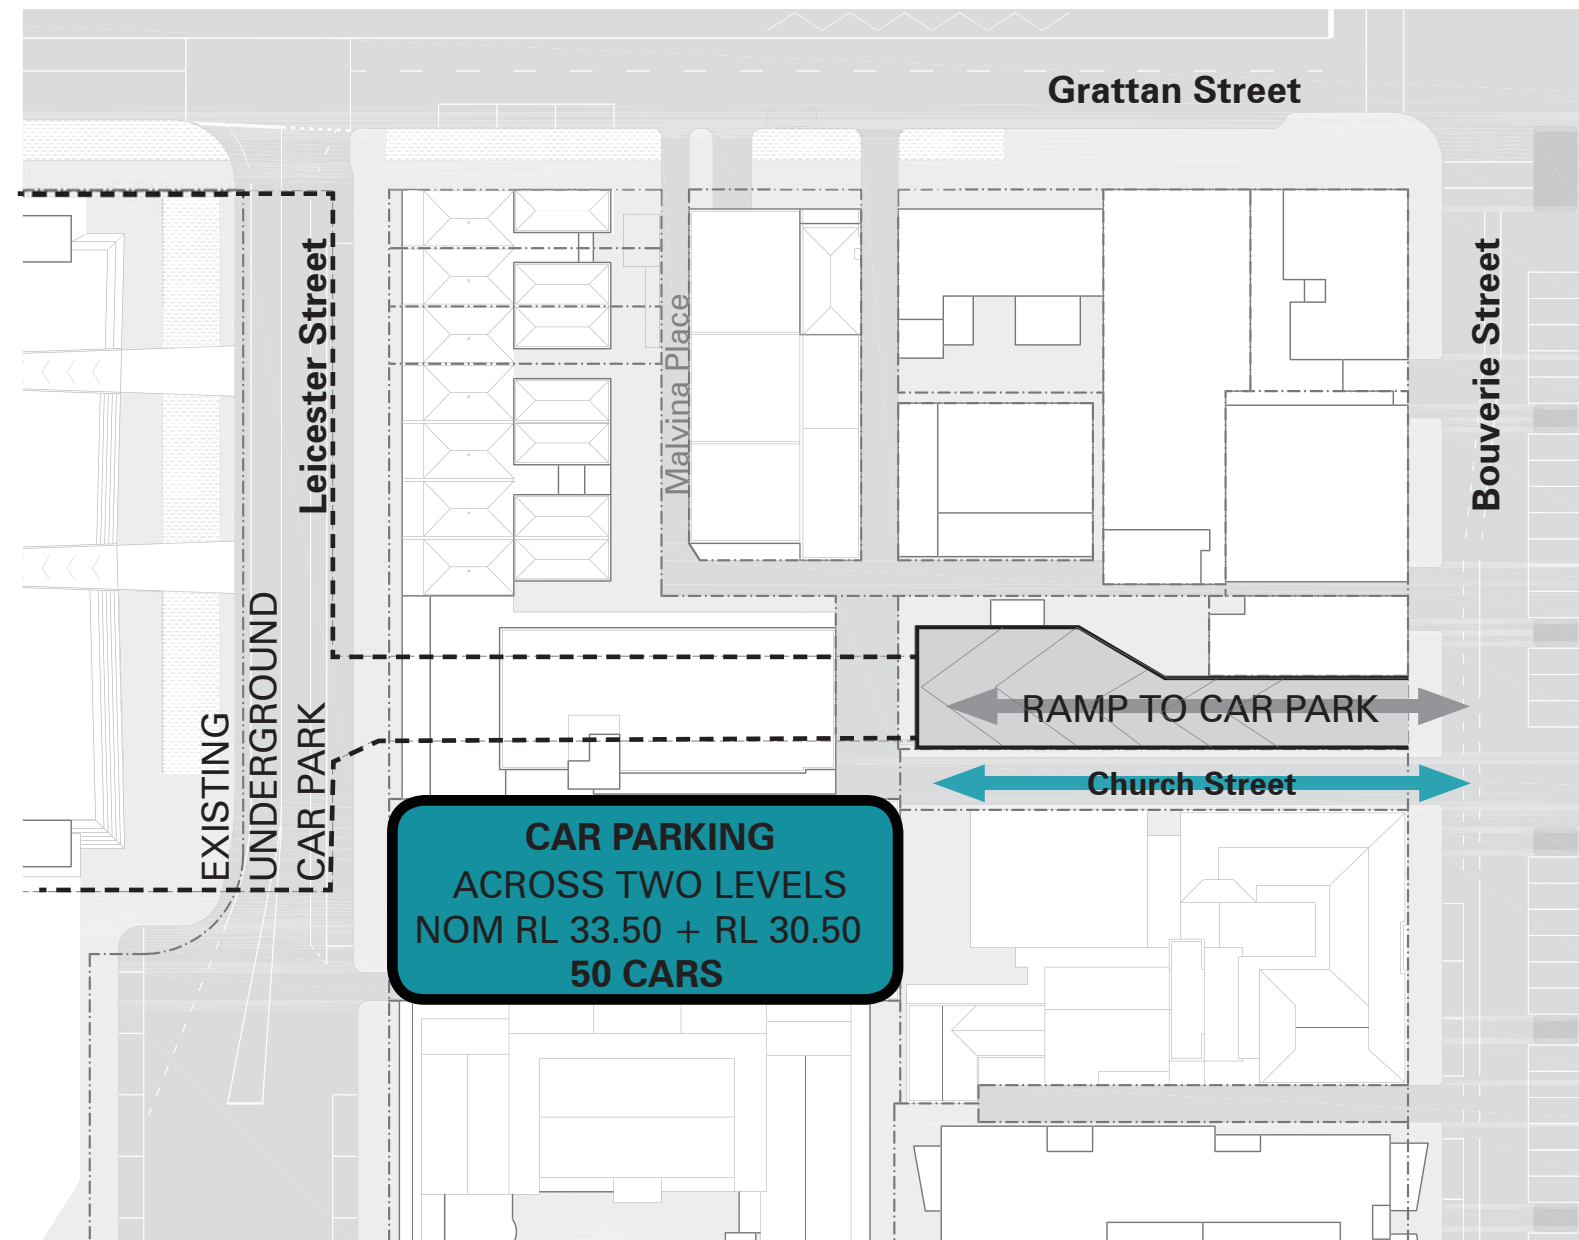 Grattan Street
Leicester Street
Malvina Place
Bouverie Street
EXISTING
UNDERGROUND
CAR PARK
RAMP TO CAR PARK
Church Street
CAR PARKING
ACROSS TWO LEVELS
NOM RL 33.50 + RL 30.50
50 CARS